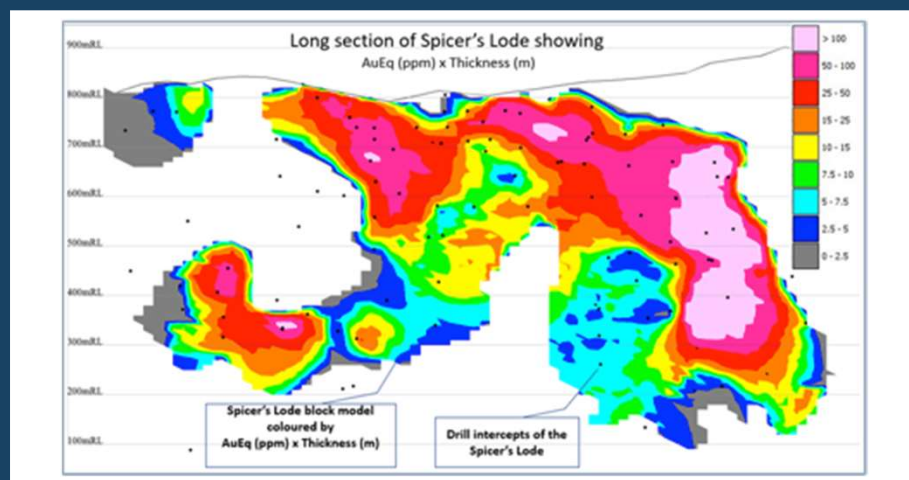 Long section of Spicer's Lode showing
AuEq (ppm) x Thickness (m)
900mRL
800mRL
700mRL
600mRL
500mRL
400mRL
300mRL
200mRL
100mRL
> 100
50 - 100
25 - 50
15 - 25
10 - 15
7.5 - 10
5 - 7.5
2.5 - 5
0 - 2.5
Spicer's Lode block model
coloured by
AuEq (ppm) x Thickness (m)
Drill intercepts of the
Spicer's Lode